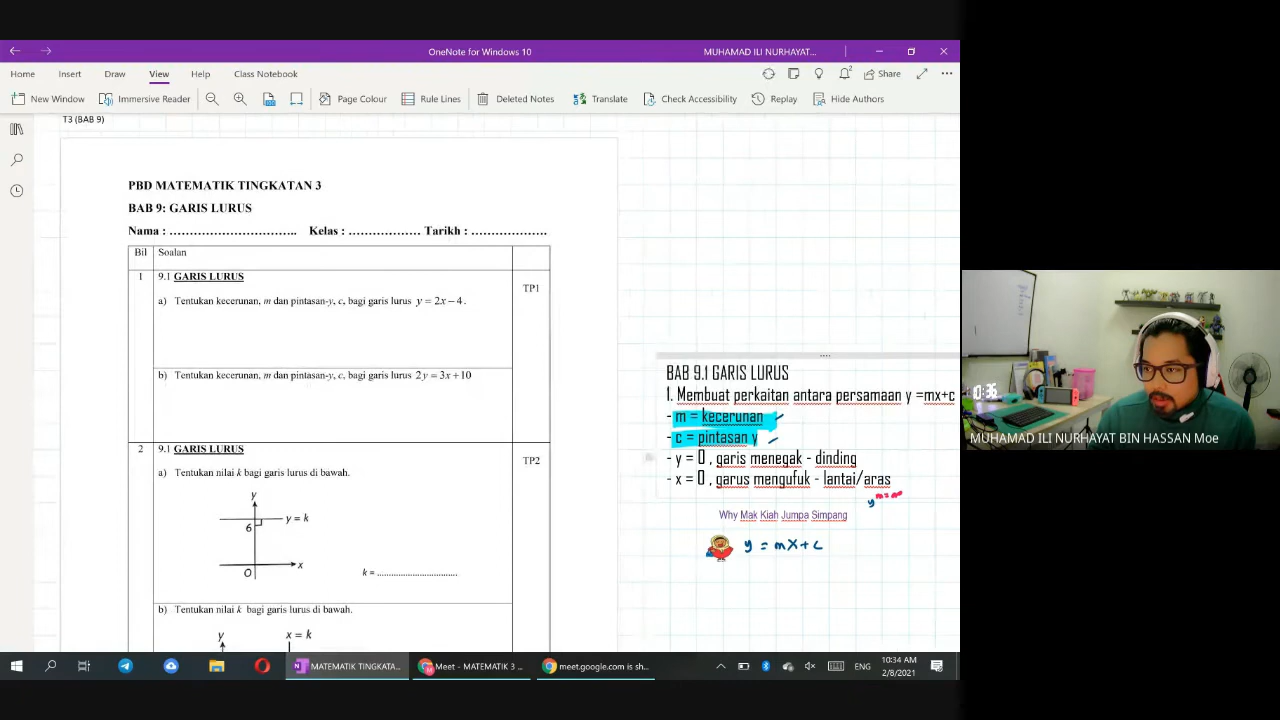 OneNote for Windows 10
MUHAMAD ILI NURHAYAT...
Home Insert Draw View Help Class Notebook
2
Share
New Window Immersive Reader Page Colour Rule Lines Deleted Notes Translate Check Accessibility Replay Hide Authors
T3 (BAB 9)
PBD MATEMATIK TINGKATAN 3
BAB 9: GARIS LURUS
Nama : ………………………….. Kelas : ……………… Tarikh : ……………….
Bil Soalan
1 9.1 GARIS LURUS
TP1
a) Tentukan kecerunan, m dan pintasan-y, c, bagi garis lurus y = 2x − 4 .
b) Tentukan kecerunan, m dan pintasan-y, c, bagi garis lurus 2y = 3x + 10
2 9.1 GARIS LURUS
TP2
a) Tentukan nilai k bagi garis lurus di bawah.
y
y = k
6
x
O
k = ................................
b) Tentukan nilai k bagi garis lurus di bawah.
y x = k
BAB 9.1 GARIS LURUS
1. Membuat perkaitan antara persamaan y =mx+c
- m = kecerunan
- c = pintasan y
- y = 0 , garis menegak - dinding
- x = 0 , garus mengufuk - lantai/aras
Why Mak Kiah Jumpa Simpang
y = mx + c
10:36
MUHAMAD ILI NURHAYAT BIN HASSAN Moe
MATEMATIK TINGKATA... Meet - MATEMATIK 3 ... meet.google.com is sh...
ENG
10:34 AM
2/8/2021